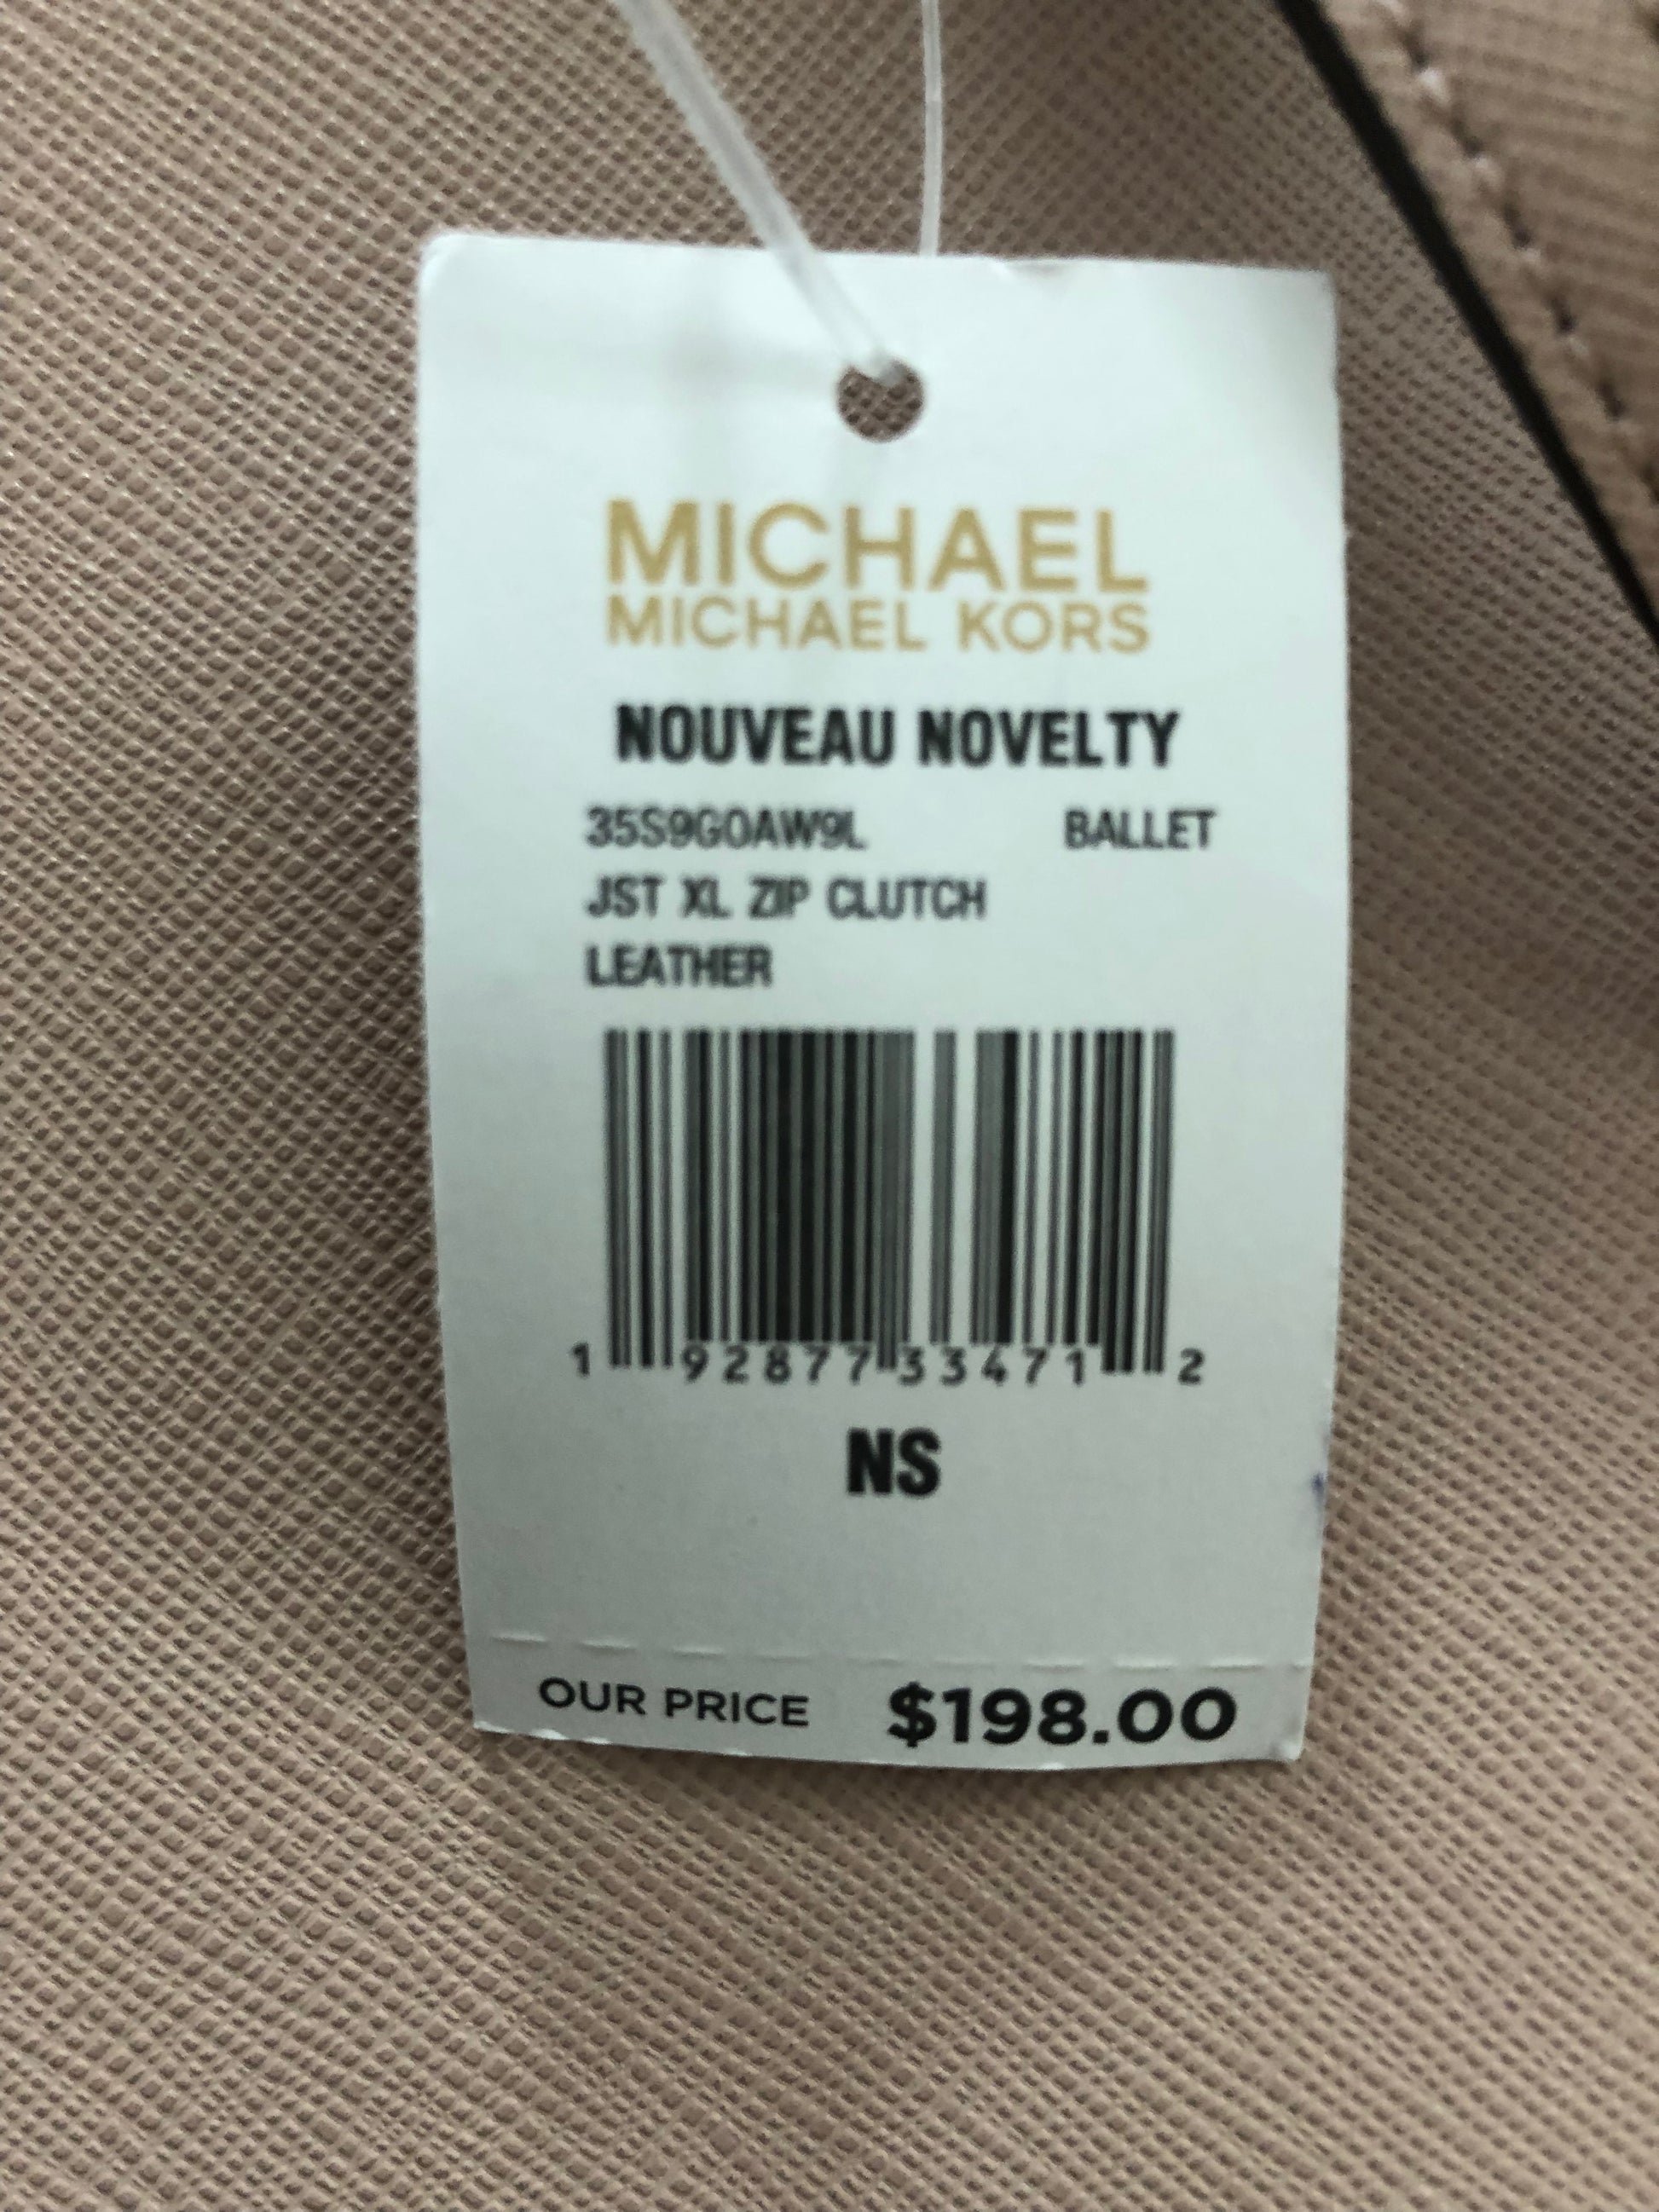 MICHAEL
MICHAEL KORS
NOUVEAU NOVELTY
35S9G0AW9L BALLET
JST XL ZIP CLUTCH
LEATHER
1 92877 33471 2
NS
OUR PRICE $198.00